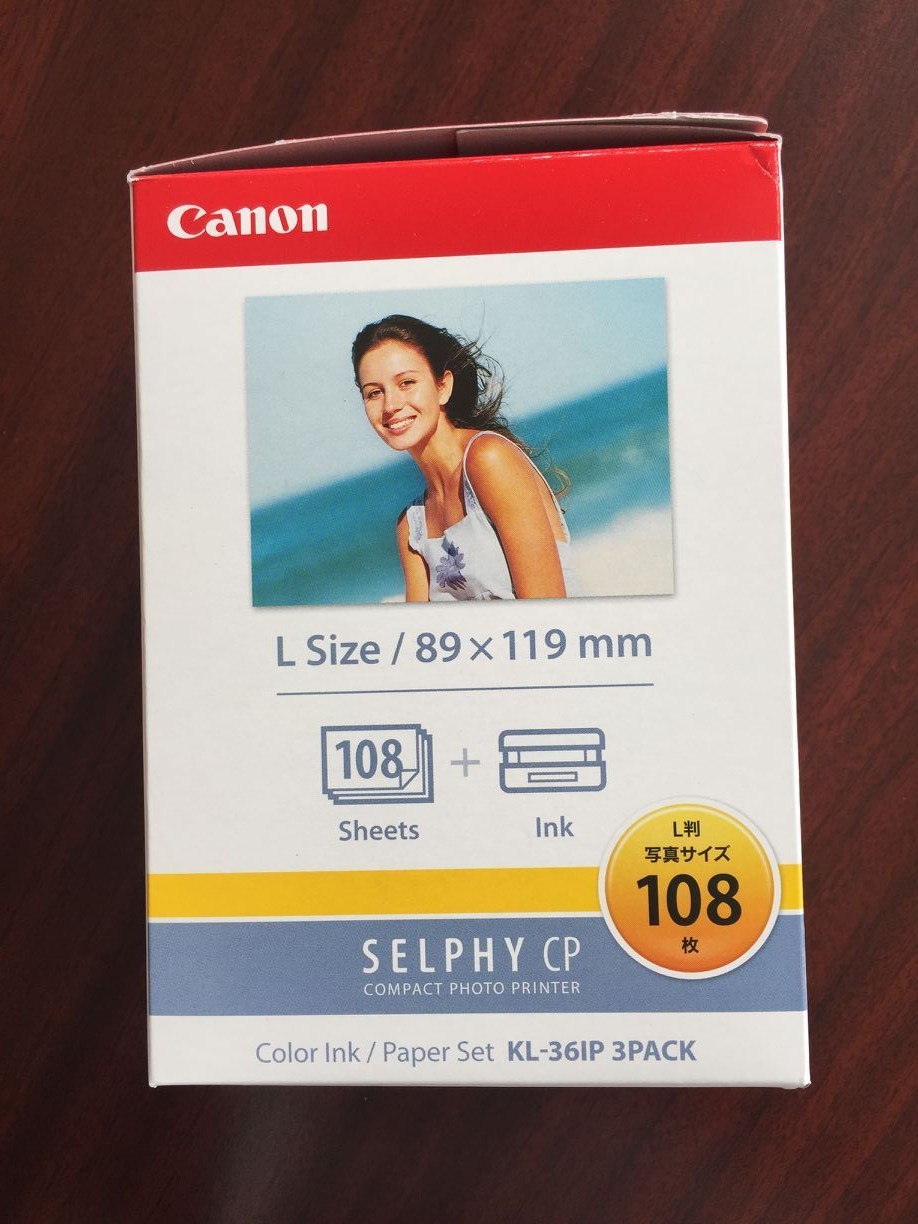 Canon
L Size / 89×119 mm
108
+
Sheets
Ink
L判
写真サイズ
108
枚
SELPHY CP
COMPACT PHOTO PRINTER
Color Ink / Paper Set KL-36IP 3PACK